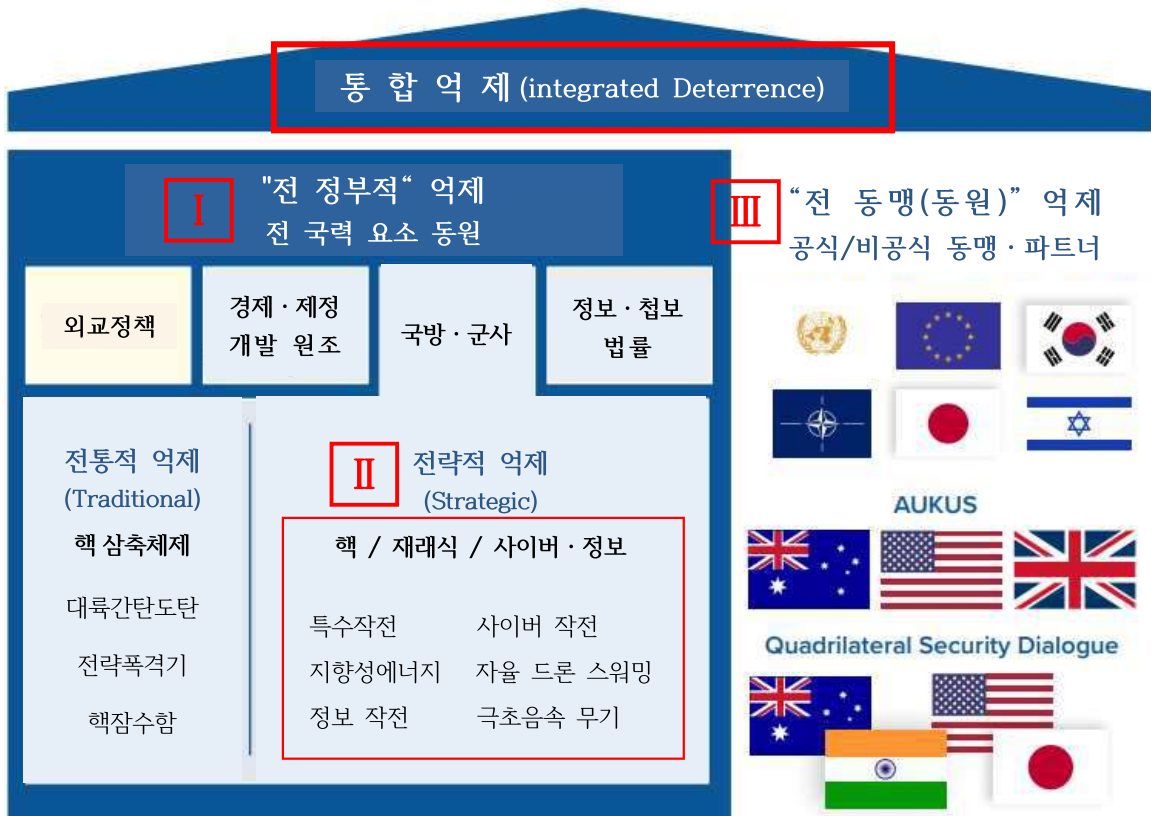 통 합 억 제 (integrated Deterrence)
Ⅰ
"전 정부적“ 억제
전 국력 요소 동원
외교정책
경제 · 제정
개발 원조
국방 · 군사
정보 · 첩보
법률
전통적 억제
(Traditional)
핵 삼축체제
대륙간탄도탄
전략폭격기
핵잠수함
Ⅱ
전략적 억제
(Strategic)
핵 / 재래식 / 사이버 · 정보
특수작전 사이버 작전
지향성에너지 자율 드론 스워밍
정보 작전 극초음속 무기
Ⅲ
“전 동맹(동원)” 억제
공식/비공식 동맹 · 파트너
AUKUS
Quadrilateral Security Dialogue